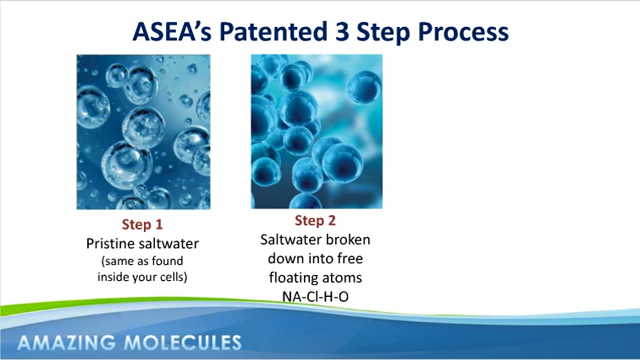 ASEA's Patented 3 Step Process
Step 1
Pristine saltwater
(same as found
inside your cells)
Step 2
Saltwater broken
down into free
floating atoms
NA-Cl-H-O
AMAZING MOLECULES